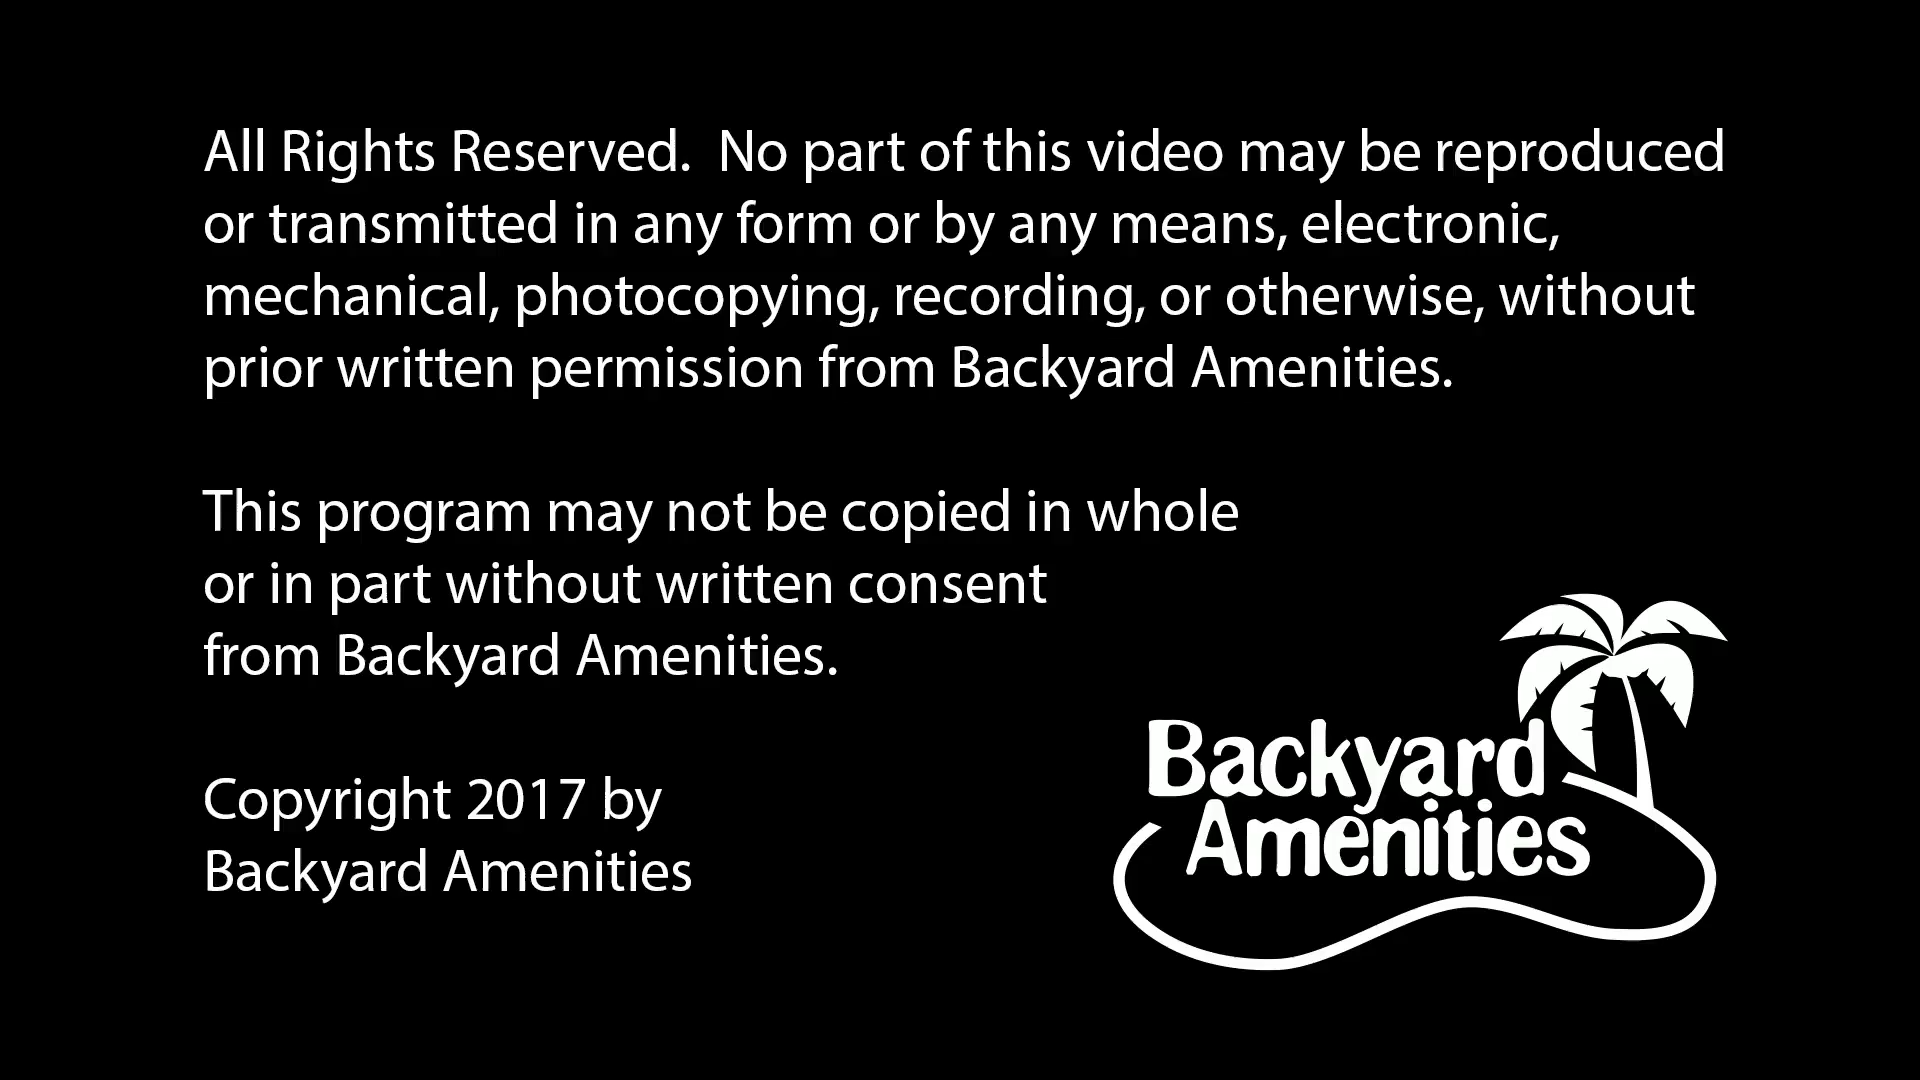 All Rights Reserved.  No part of this video may be reproduced
or transmitted in any form or by any means, electronic,
mechanical, photocopying, recording, or otherwise, without
prior written permission from Backyard Amenities.
This program may not be copied in whole
or in part without written consent
from Backyard Amenities.
Copyright 2017 by
Backyard Amenities
Backyard
Amenities